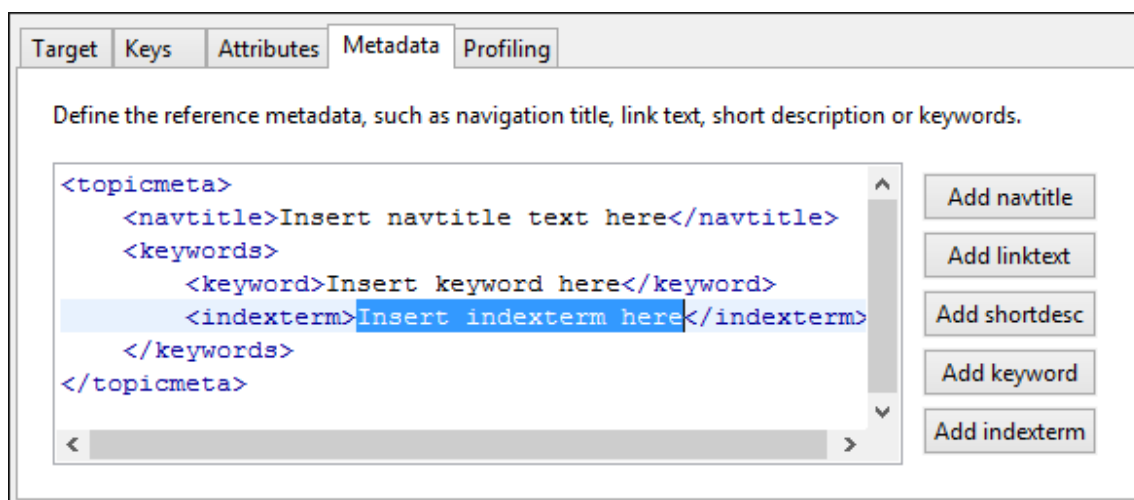 Target Keys Attributes Metadata Profiling
Define the reference metadata, such as navigation title, link text, short description or keywords.
<topicmeta>
<navtitle>Insert navtitle text here</navtitle>
<keywords>
<keyword>Insert keyword here</keyword>
<indexterm>Insert indexterm here</indexterm>
</keywords>
</topicmeta>
Add navtitle
Add linktext
Add shortdesc
Add keyword
Add indexterm